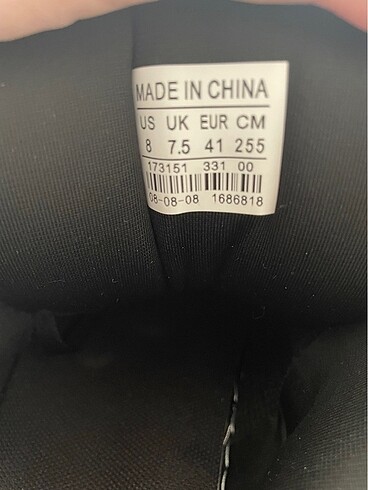 MADE IN CHINA
US UK EUR CM
8 7.5 41 255
173151 331 00
08-08-08 1686818